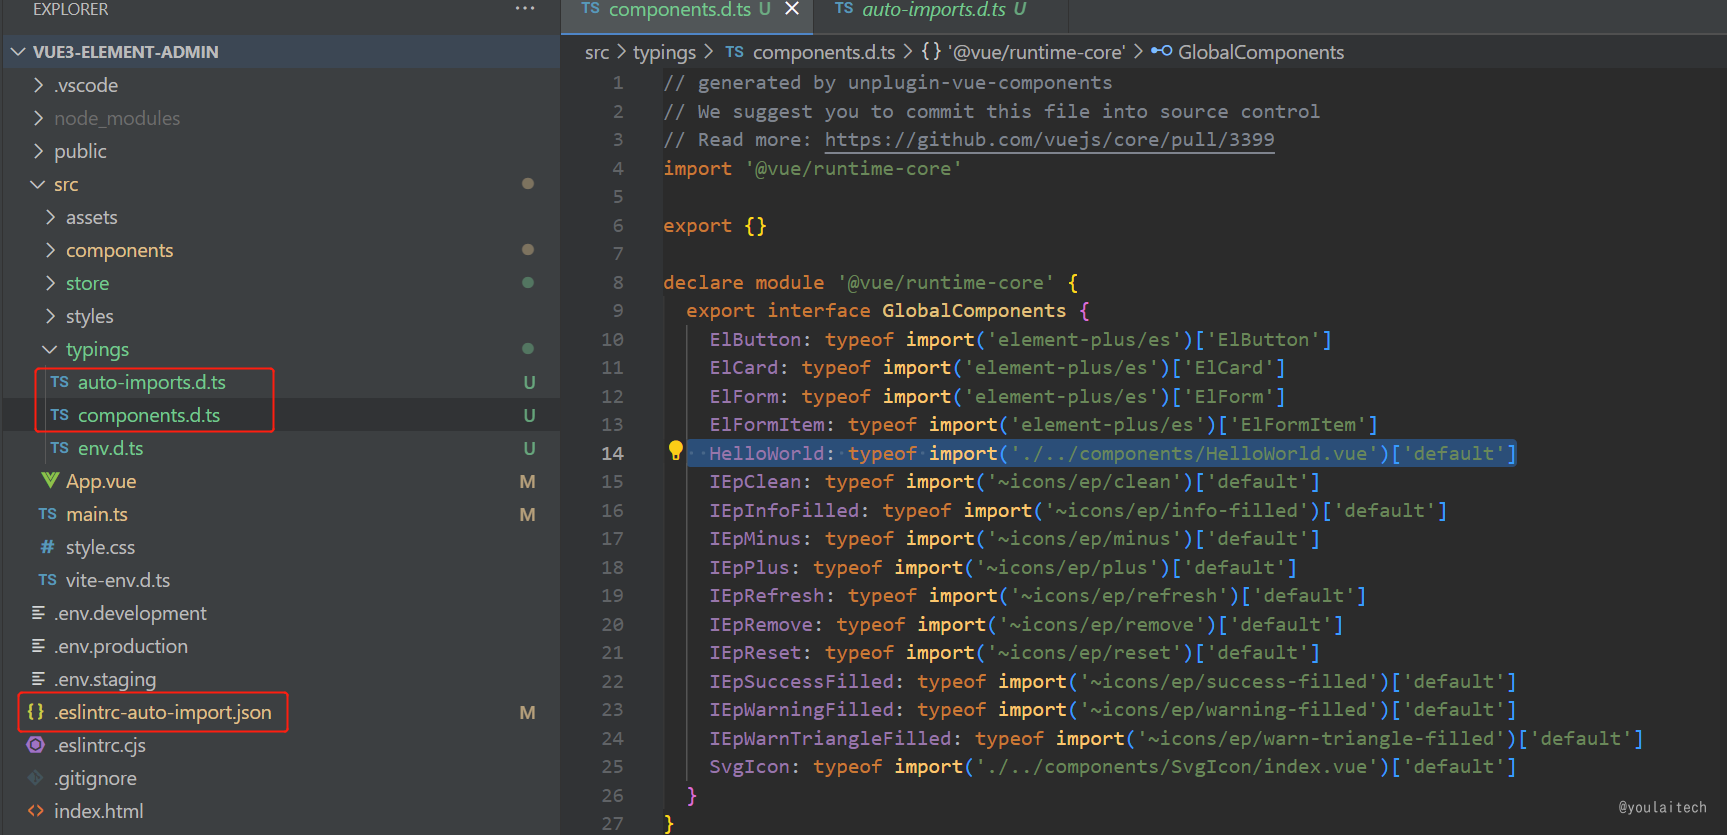 EXPLORER
···
VUE3-ELEMENT-ADMIN
.vscode
node_modules
public
src
assets
components
store
styles
typings
TS auto-imports.d.ts U
TS components.d.ts U
TS env.d.ts U
App.vue M
TS main.ts M
# style.css
TS vite-env.d.ts
.env.development
.env.production
.env.staging
{} .eslintrc-auto-import.json M
.eslintrc.cjs
.gitignore
<> index.html
TS components.d.ts U ×
TS auto-imports.d.ts U
src > typings > TS components.d.ts > {} '@vue/runtime-core' > GlobalComponents
1 // generated by unplugin-vue-components
2 // We suggest you to commit this file into source control
3 // Read more: https://github.com/vuejs/core/pull/3399
4 import '@vue/runtime-core'
5
6 export {}
7
8 declare module '@vue/runtime-core' {
9 export interface GlobalComponents {
10 ElButton: typeof import('element-plus/es')['ElButton']
11 ElCard: typeof import('element-plus/es')['ElCard']
12 ElForm: typeof import('element-plus/es')['ElForm']
13 ElFormItem: typeof import('element-plus/es')['ElFormItem']
14 HelloWorld: typeof import('./../components/HelloWorld.vue')['default']
15 IEpClean: typeof import('~icons/ep/clean')['default']
16 IEpInfoFilled: typeof import('~icons/ep/info-filled')['default']
17 IEpMinus: typeof import('~icons/ep/minus')['default']
18 IEpPlus: typeof import('~icons/ep/plus')['default']
19 IEpRefresh: typeof import('~icons/ep/refresh')['default']
20 IEpRemove: typeof import('~icons/ep/remove')['default']
21 IEpReset: typeof import('~icons/ep/reset')['default']
22 IEpSuccessFilled: typeof import('~icons/ep/success-filled')['default']
23 IEpWarningFilled: typeof import('~icons/ep/warning-filled')['default']
24 IEpWarnTriangleFilled: typeof import('~icons/ep/warn-triangle-filled')['default']
25 SvgIcon: typeof import('./../components/SvgIcon/index.vue')['default']
26 }
27 }
@youlaitech